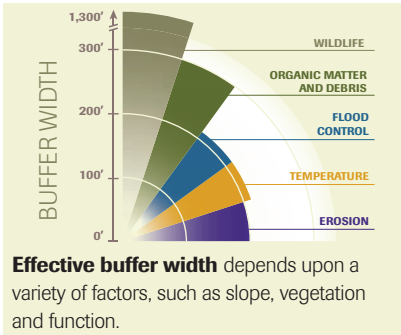 1,300′
300′
200′
100′
0′
BUFFER WIDTH
WILDLIFE
ORGANIC MATTER
AND DEBRIS
FLOOD
CONTROL
TEMPERATURE
EROSION
Effective buffer width depends upon a
variety of factors, such as slope, vegetation
and function.